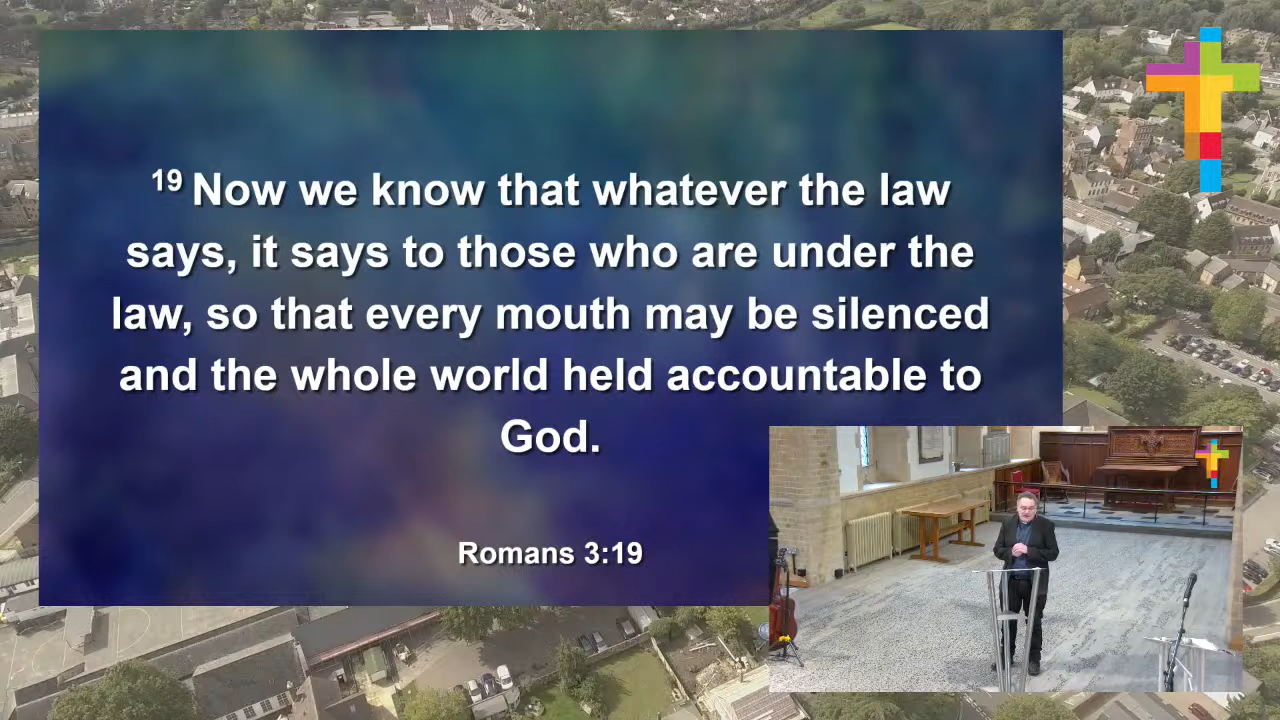 19 Now we know that whatever the law
says, it says to those who are under the
law, so that every mouth may be silenced
and the whole world held accountable to
God.
Romans 3:19